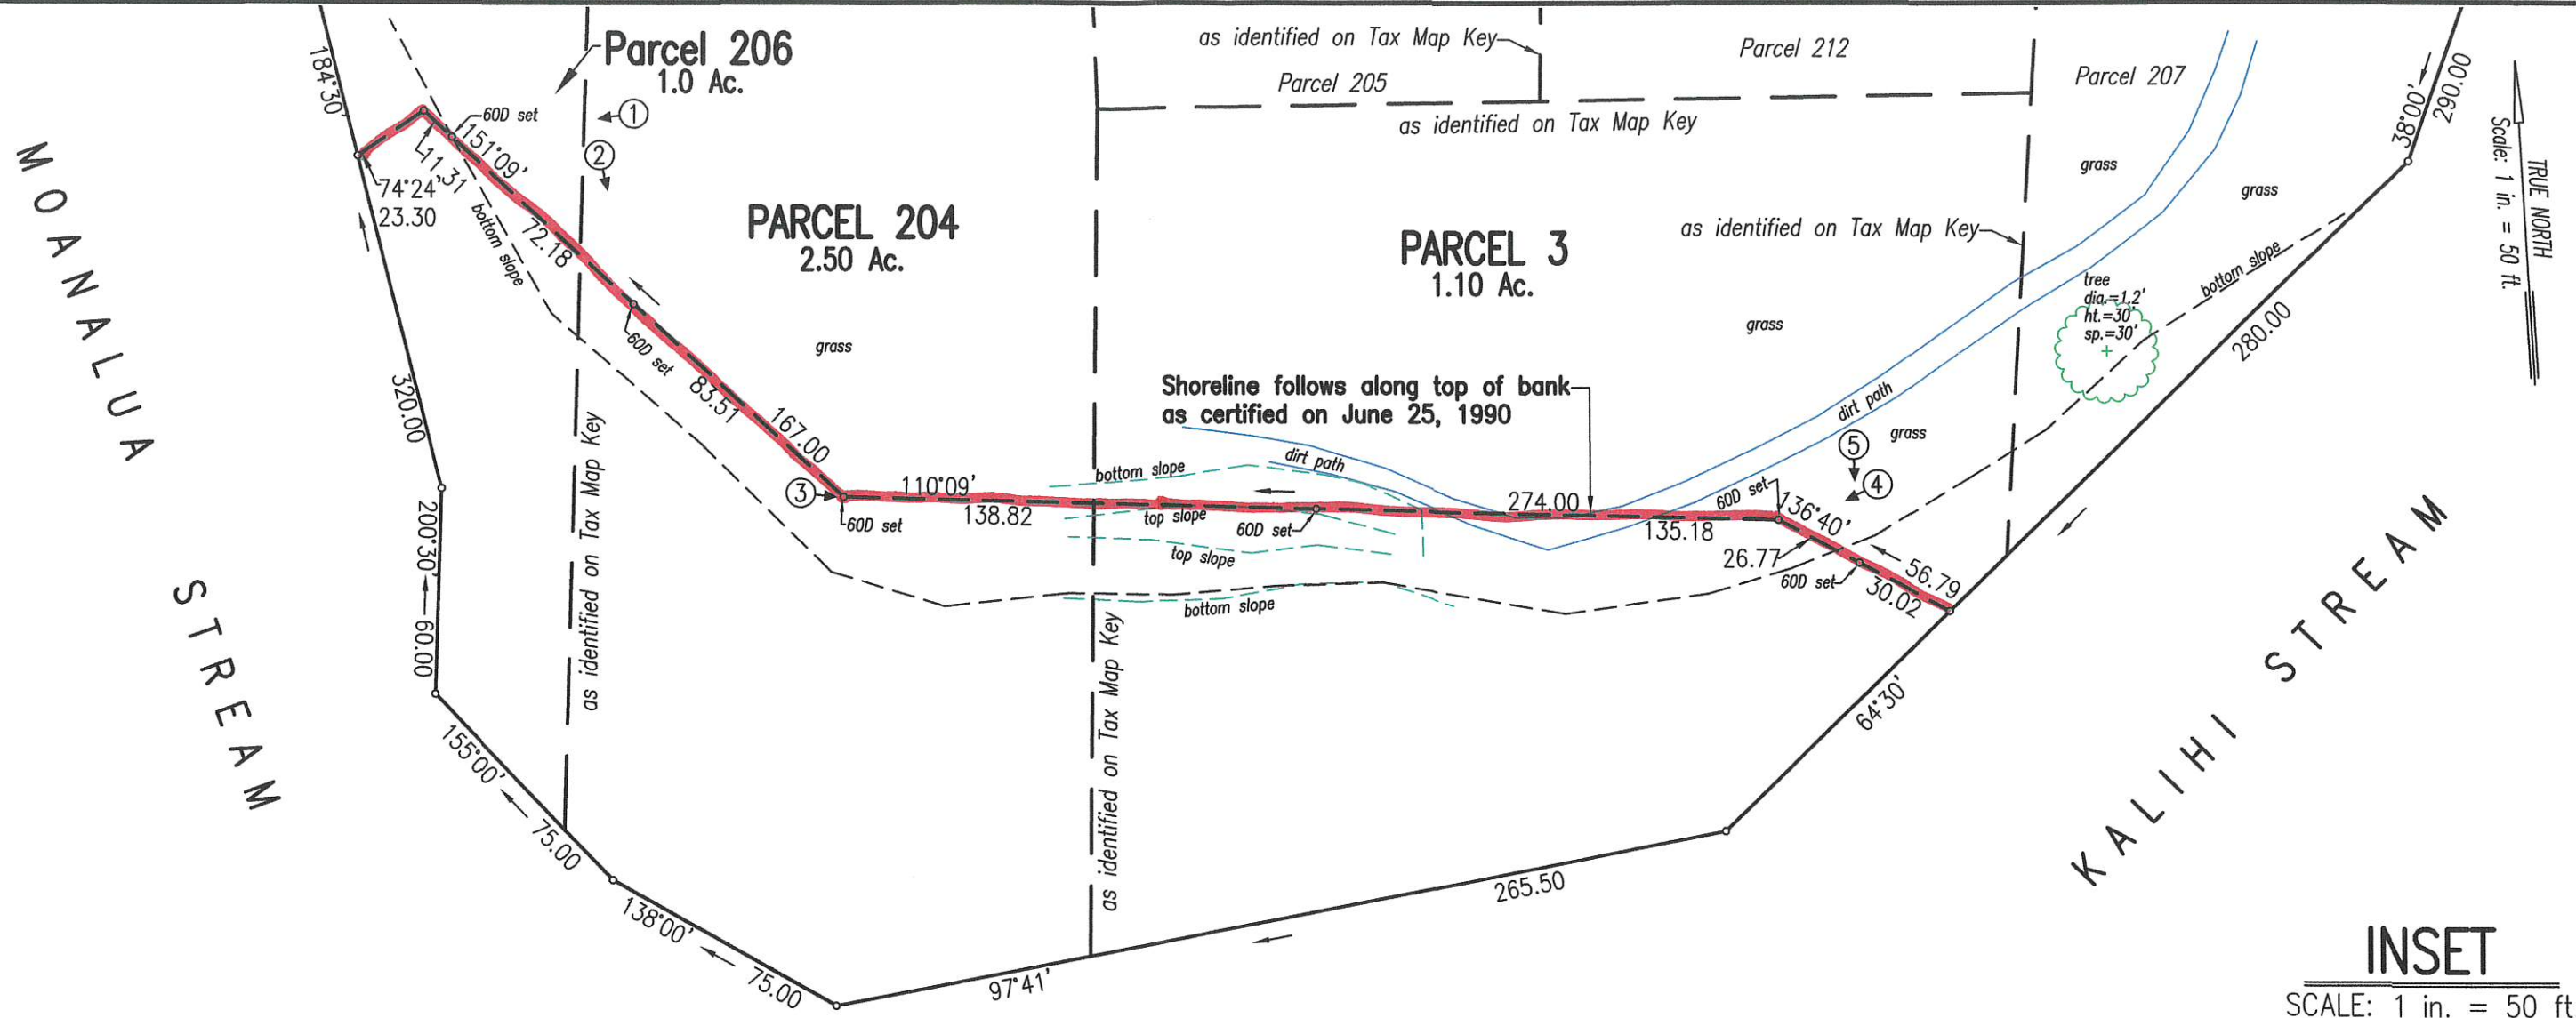 184°30'
Parcel 206
1.0 Ac.
as identified on Tax Map Key
Parcel 205
Parcel 212
as identified on Tax Map Key
Parcel 207
38°00'
290.00
TRUE NORTH
Scale: 1 in. = 50 ft.
60D set
151°09'
11.31
74°24'
23.30
72.18
bottom slope
1
2
PARCEL 204
2.50 Ac.
PARCEL 3
1.10 Ac.
as identified on Tax Map Key
grass
grass
bottom slope
tree
dia.=1.2'
ht.=30'
sp.=30'
280.00
MOANALUA
STREAM
320.00
60D set
83.51
167.00
grass
grass
Shoreline follows along top of bank
as certified on June 25, 1990
dirt path
grass
5
4
as identified on Tax Map Key
bottom slope
dirt path
3
110°09'
138.82
60D set
top slope
60D set
274.00
135.18
60D set
136°40'
26.77
60D set
56.79
30.02
top slope
bottom slope
200°30'
60.00
as identified on Tax Map Key
64°30'
KALIHI STREAM
155°00'
75.00
138°00'
75.00
97°41'
265.50
INSET
SCALE: 1 in. = 50 ft